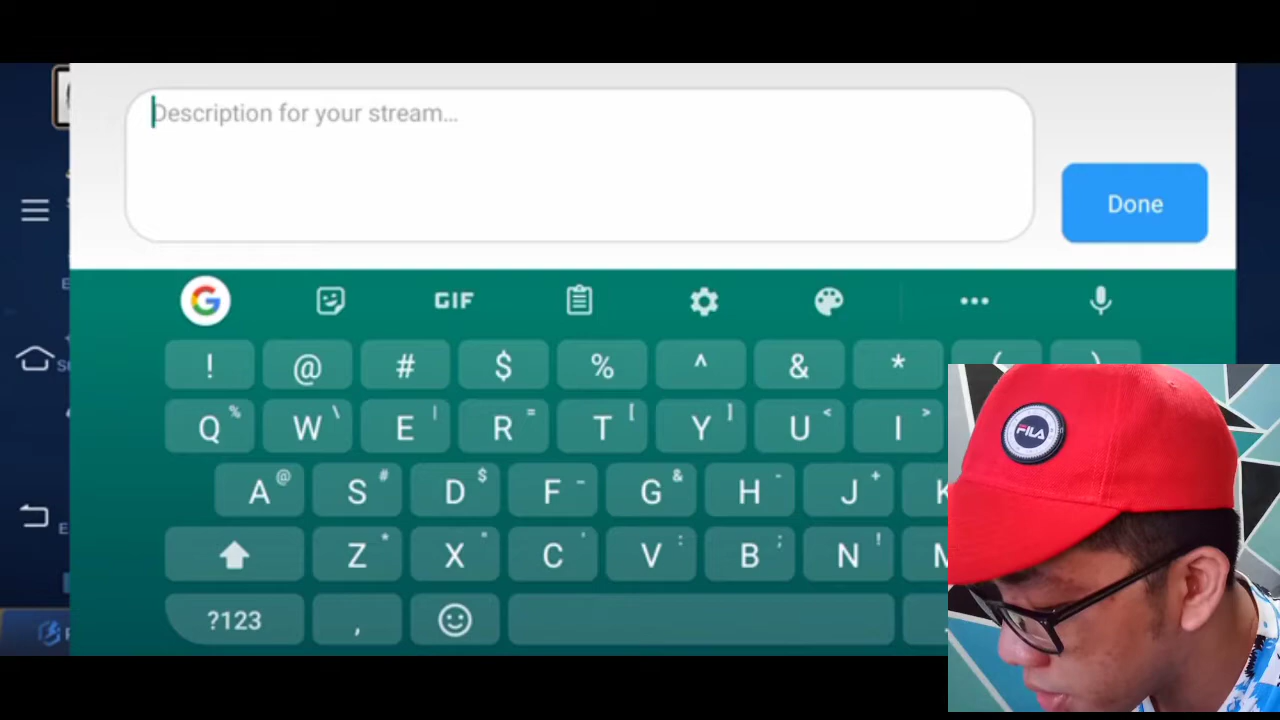 Description for your stream...
Done
G GIF
! @ # $ % ^ & * ( )
Q % W \ E | R = T [ Y ] U < I >
A @ S # D $ F - G & H - J + K
Z * X " C ' V : B ; N ! M
?123 , .
FILA